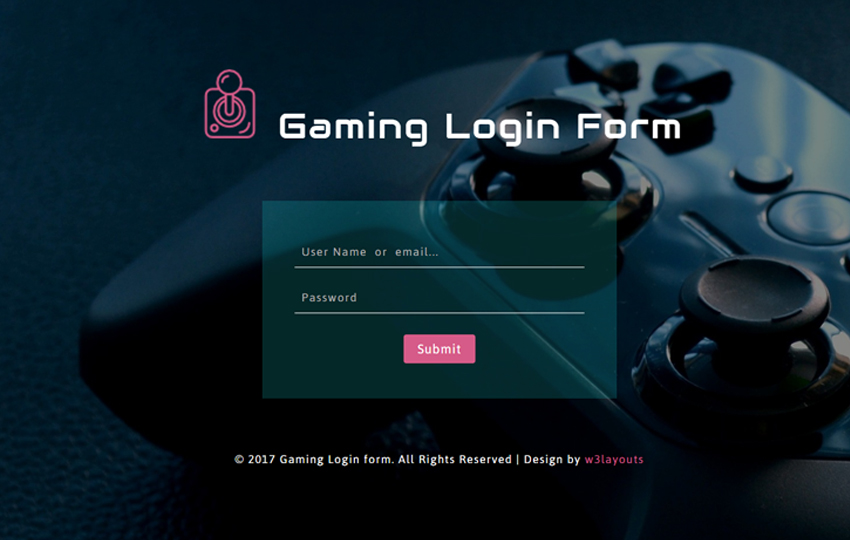 Gaming Login Form
User Name or email...
Password
Submit
© 2017 Gaming Login form. All Rights Reserved | Design by w3layouts